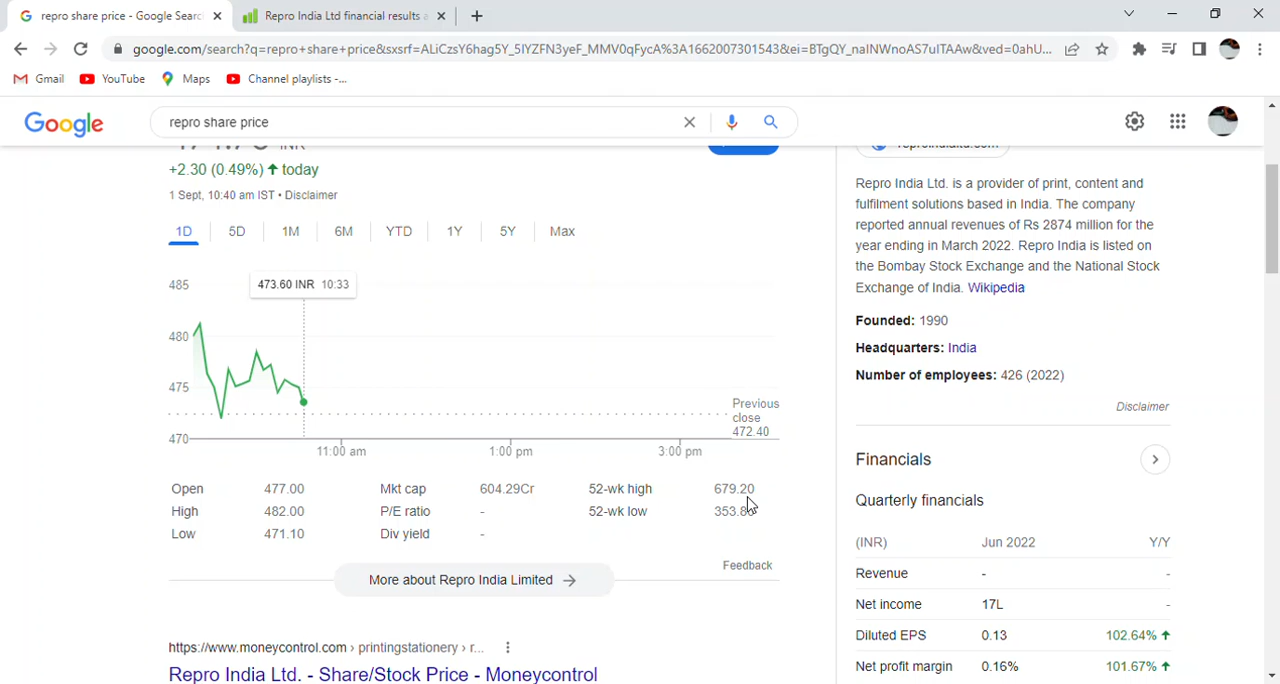 repro share price - Google Searc
Repro India Ltd financial results a
google.com/search?q=repro+share+price&sxsrf=ALiCzsY6hag5Y_5IYZFN3yeF_MMV0qFycA%3A1662007301543&ei=BTgQY_naINWnoAS7uITAAw&ved=0ahU...
Gmail
YouTube
Maps
Channel playlists -...
Google
repro share price
INR
+2.30 (0.49%) ↑ today
1 Sept, 10:40 am IST • Disclaimer
1D 5D 1M 6M YTD 1Y 5Y Max
473.60 INR 10:33
485
480
475
470
Previous
close
472.40
11:00 am 1:00 pm 3:00 pm
Open 477.00 Mkt cap 604.29Cr 52-wk high 679.20
High 482.00 P/E ratio - 52-wk low
Low 471.10 Div yield -
Feedback
More about Repro India Limited →
https://www.moneycontrol.com › printingstationery › r...
Repro India Ltd. - Share/Stock Price - Moneycontrol
reproindialtd.com
Repro India Ltd. is a provider of print, content and
fulfilment solutions based in India. The company
reported annual revenues of Rs 2874 million for the
year ending in March 2022. Repro India is listed on
the Bombay Stock Exchange and the National Stock
Exchange of India. Wikipedia
Founded: 1990
Headquarters: India
Number of employees: 426 (2022)
Disclaimer
Financials
Quarterly financials
(INR) Jun 2022 Y/Y
Revenue - -
Net income 17L -
Diluted EPS 0.13 102.64% ↑
Net profit margin 0.16% 101.67% ↑